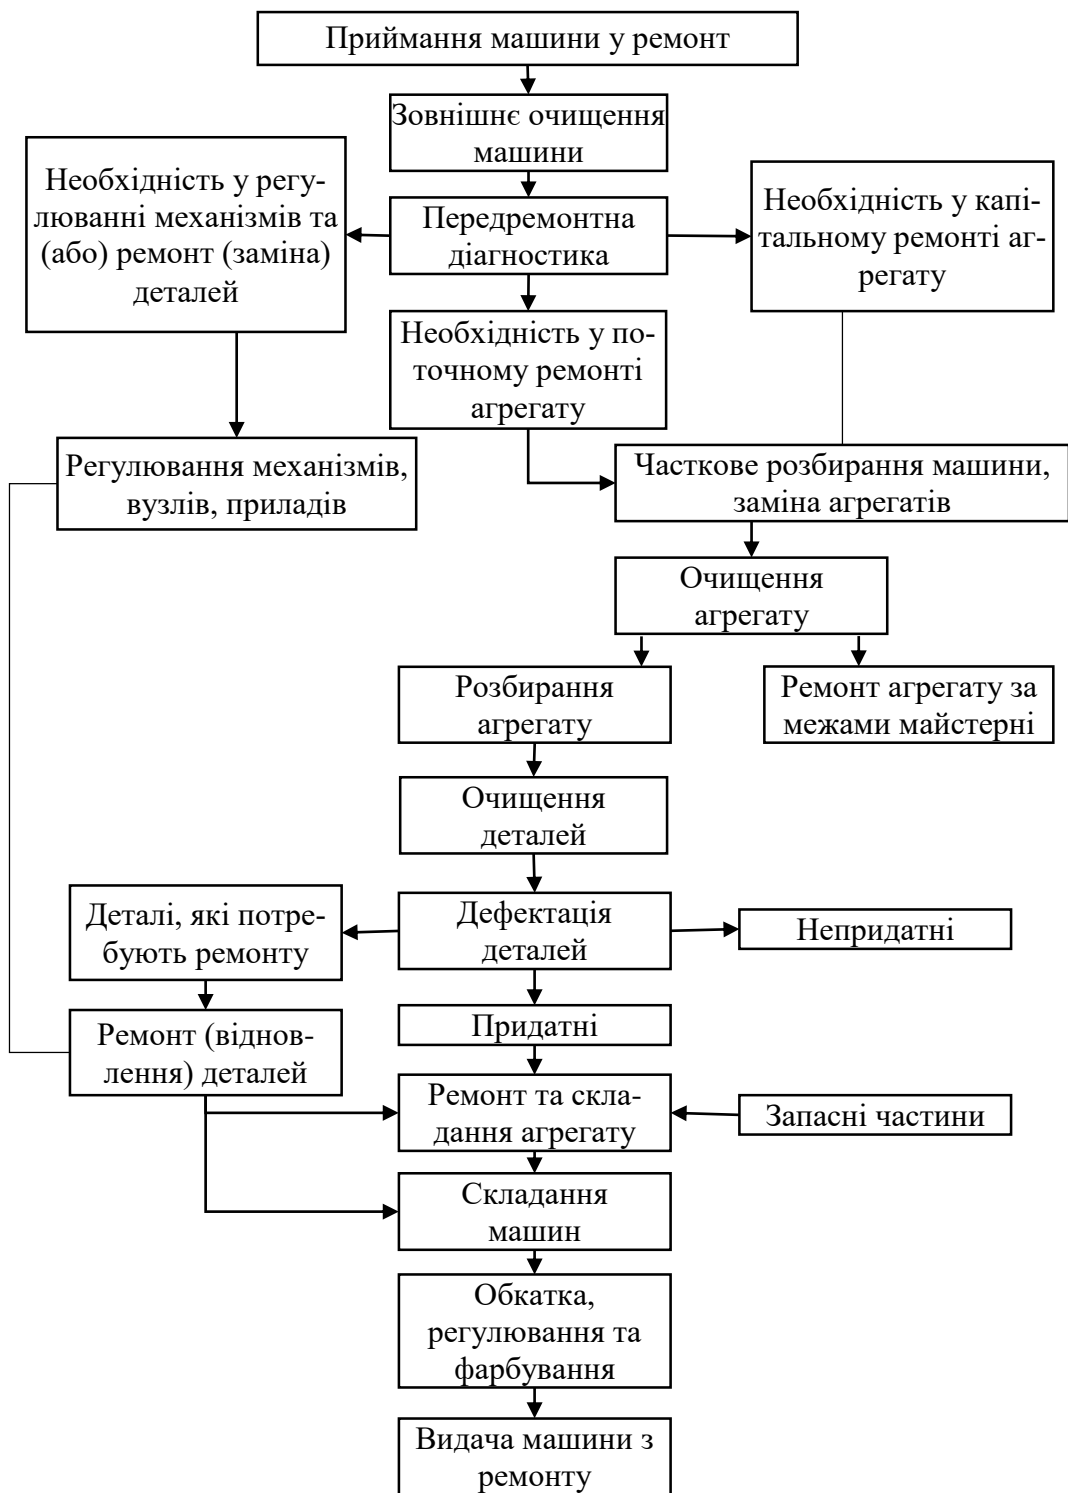 Приймання машини у ремонт
Зовнішнє очищення
машини
Необхідність у регу-
люванні механізмів та
(або) ремонт (заміна)
деталей
Передремонтна
діагностика
Необхідність у капі-
тальному ремонті аг-
регату
Необхідність у по-
точному ремонті
агрегату
Регулювання механізмів,
вузлів, приладів
Часткове розбирання машини,
заміна агрегатів
Очищення
агрегату
Розбирання
агрегату
Ремонт агрегату за
межами майстерні
Очищення
деталей
Деталі, які потре-
бують ремонту
Дефектація
деталей
Непридатні
Ремонт (віднов-
лення) деталей
Придатні
Ремонт та скла-
дання агрегату
Запасні частини
Складання
машин
Обкатка,
регулювання та
фарбування
Видача машини з
ремонту